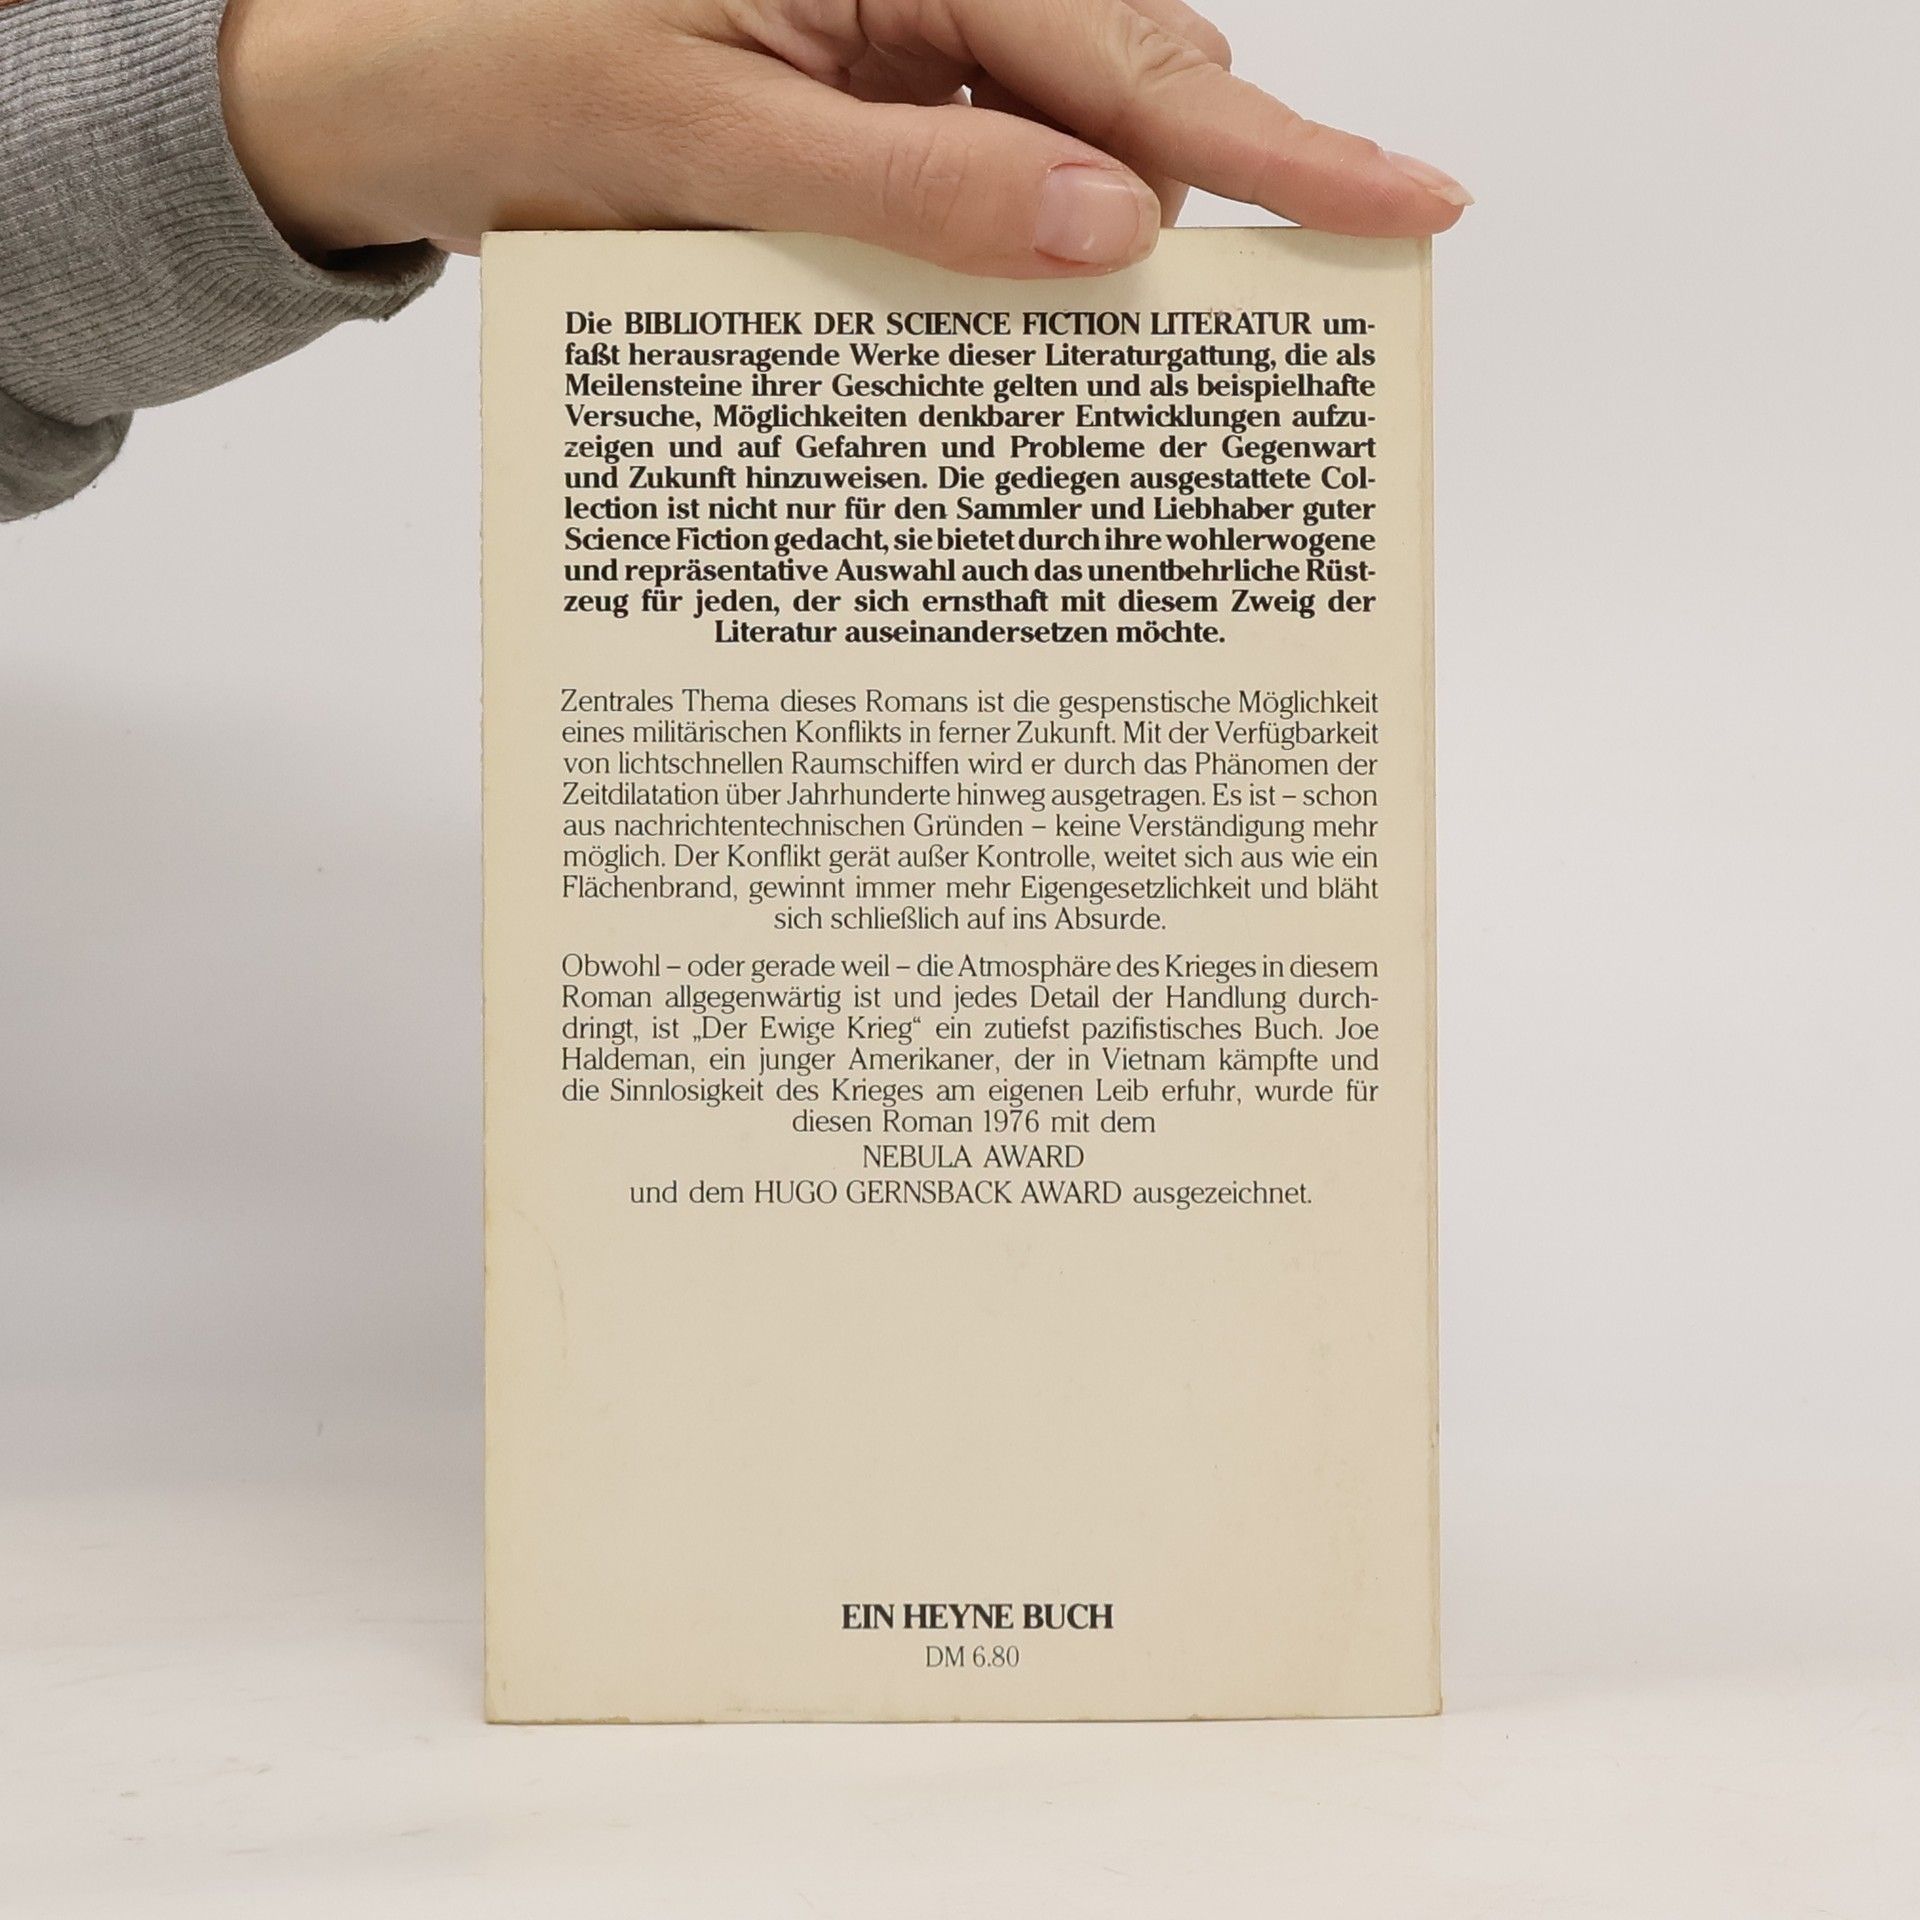 Die BIBLIOTHEK DER SCIENCE FICTION LITERATUR um-
faßt herausragende Werke dieser Literaturgattung, die als
Meilensteine ihrer Geschichte gelten und als beispielhafte
Versuche, Möglichkeiten denkbarer Entwicklungen aufzu-
zeigen und auf Gefahren und Probleme der Gegenwart
und Zukunft hinzuweisen. Die gediegen ausgestattete Col-
lection ist nicht nur für den Sammler und Liebhaber guter
Science Fiction gedacht, sie bietet durch ihre wohlerwogene
und repräsentative Auswahl auch das unentbehrliche Rüst-
zeug für jeden, der sich ernsthaft mit diesem Zweig der
Literatur auseinandersetzen möchte.
Zentrales Thema dieses Romans ist die gespenstische Möglichkeit
eines militärischen Konflikts in ferner Zukunft. Mit der Verfügbarkeit
von lichtschnellen Raumschiffen wird er durch das Phänomen der
Zeitdilatation über Jahrhunderte hinweg ausgetragen. Es ist – schon
aus nachrichtentechnischen Gründen – keine Verständigung mehr
möglich. Der Konflikt gerät außer Kontrolle, weitet sich aus wie ein
Flächenbrand, gewinnt immer mehr Eigengesetzlichkeit und bläht
sich schließlich auf ins Absurde.
Obwohl – oder gerade weil – die Atmosphäre des Krieges in diesem
Roman allgegenwärtig ist und jedes Detail der Handlung durch-
dringt, ist „Der Ewige Krieg“ ein zutiefst pazifistisches Buch. Joe
Haldeman, ein junger Amerikaner, der in Vietnam kämpfte und
die Sinnlosigkeit des Krieges am eigenen Leib erfuhr, wurde für
diesen Roman 1976 mit dem
NEBULA AWARD
und dem HUGO GERNSBACK AWARD ausgezeichnet.
EIN HEYNE BUCH
DM 6.80